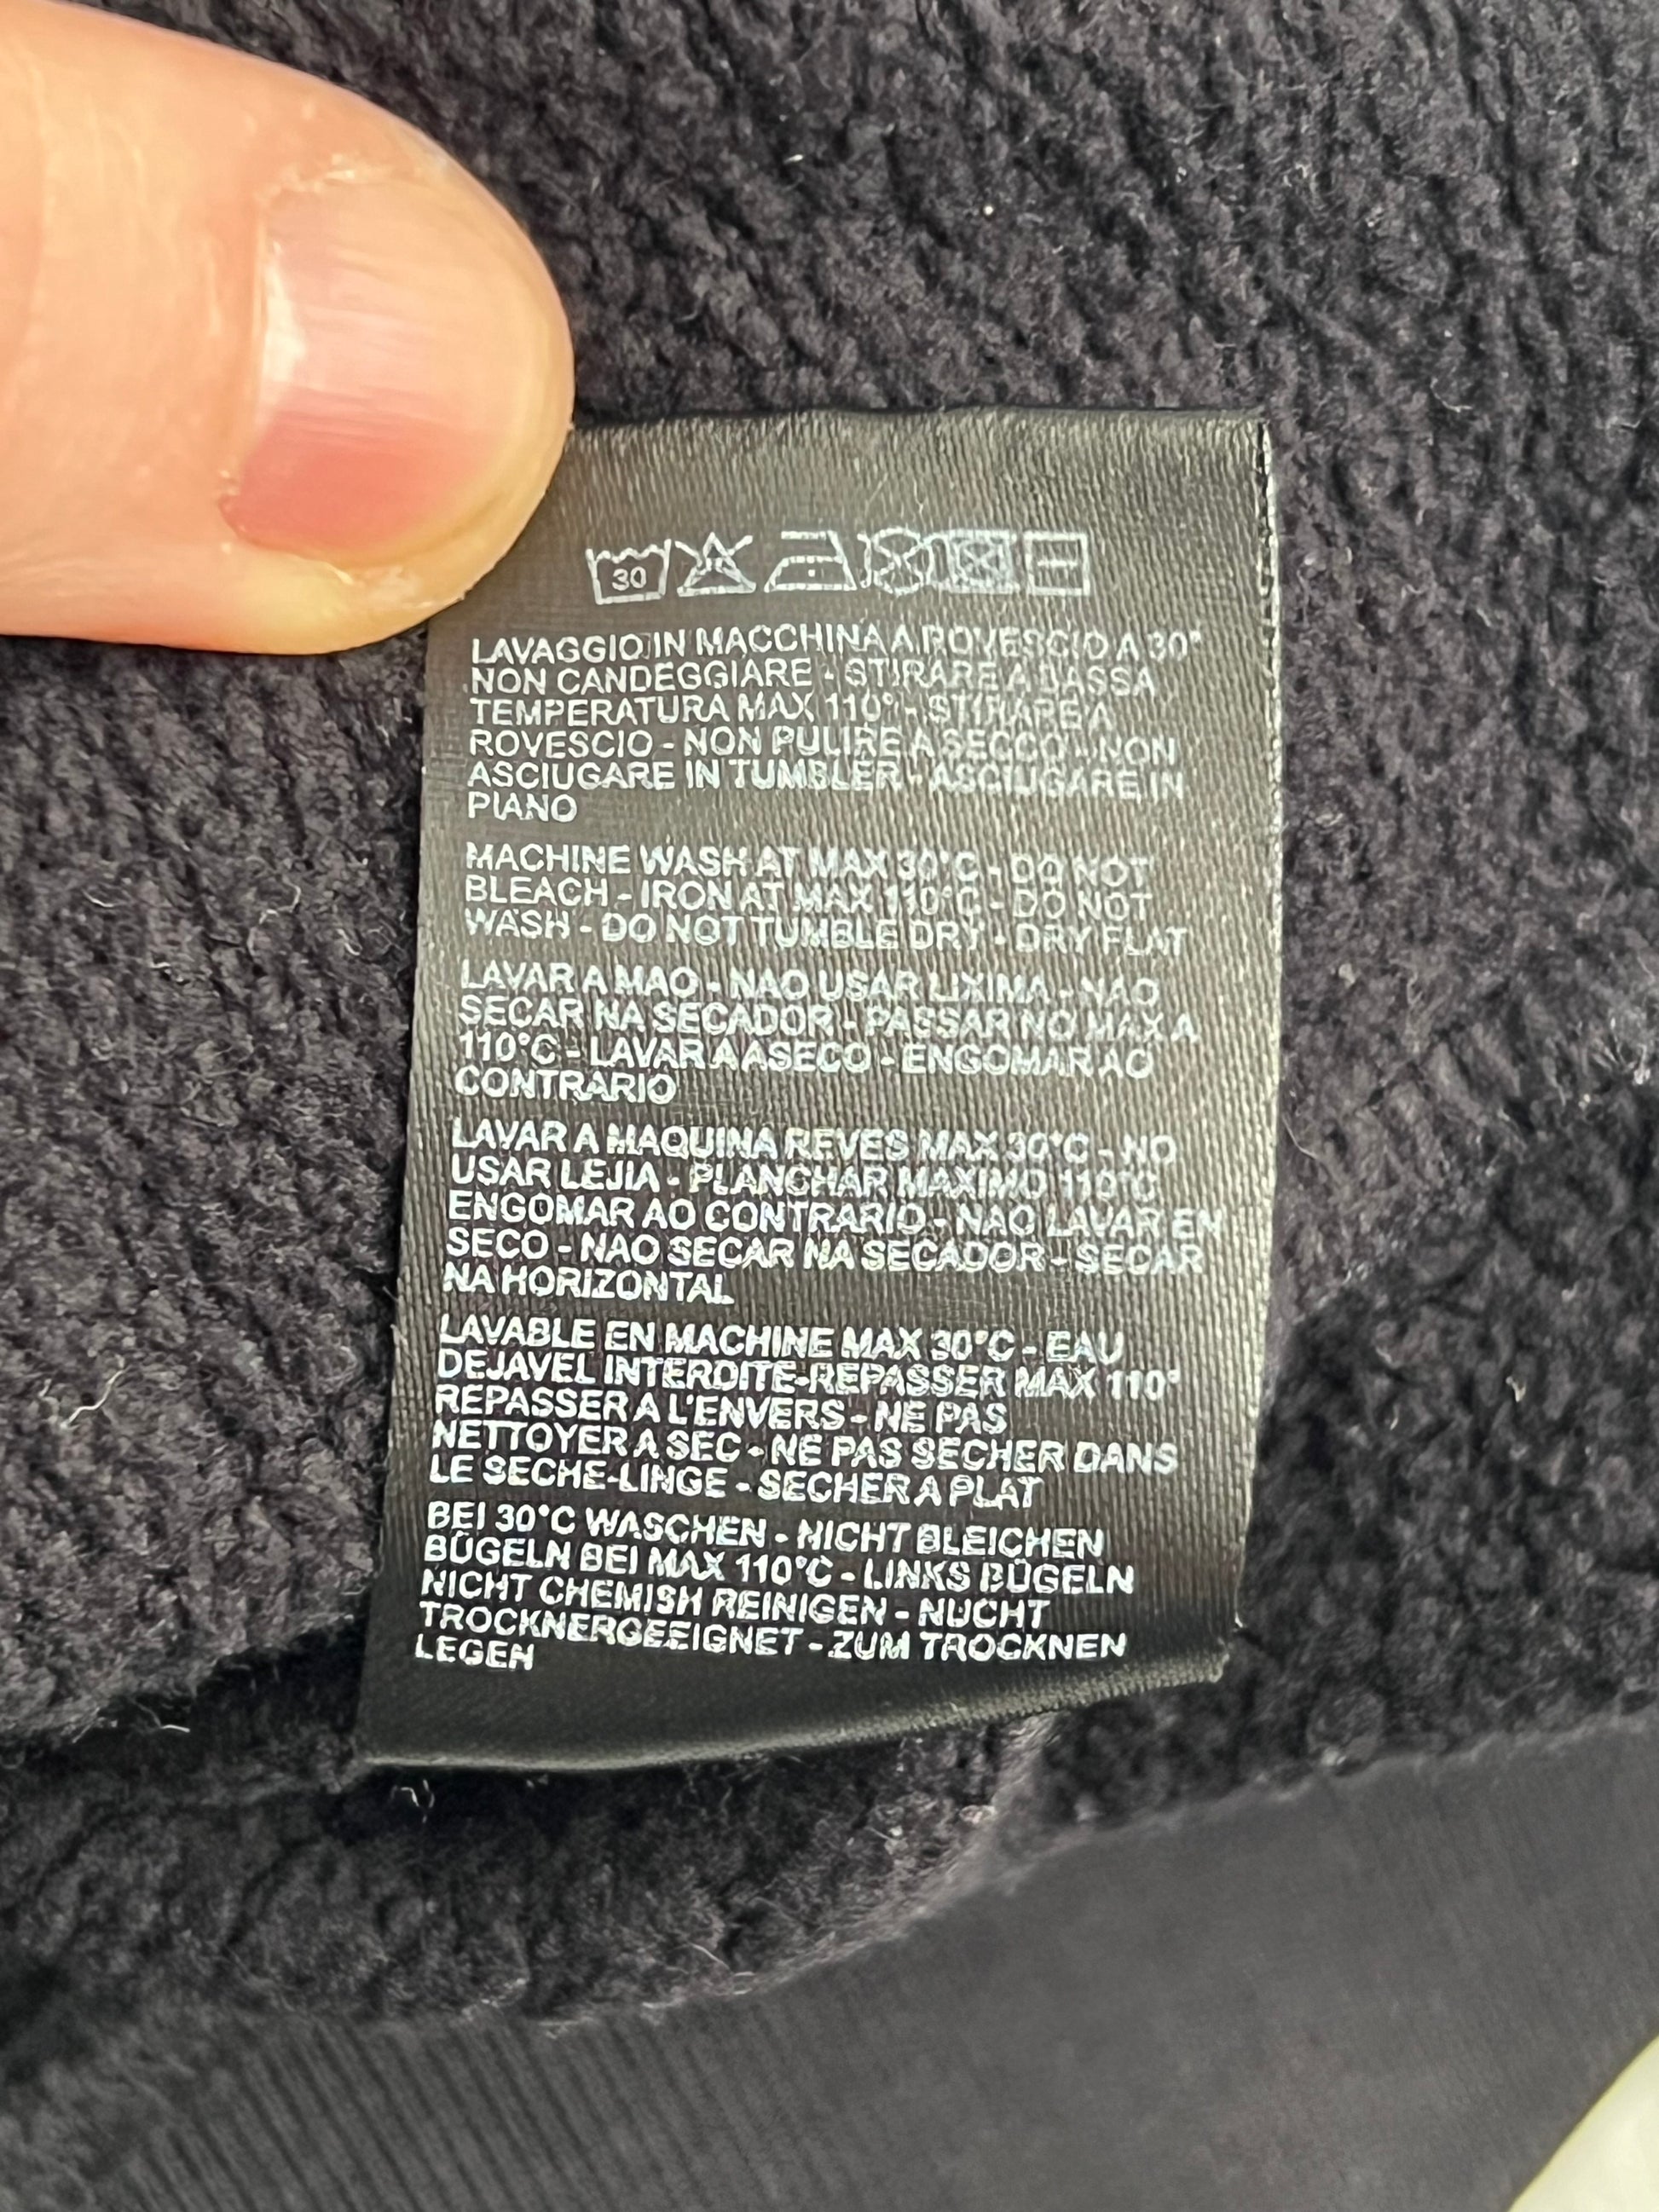 30
LAVAGGIO IN MACCHINA A ROVESCIO A 30°
NON CANDEGGIARE - STIRARE A BASSA
TEMPERATURA MAX 110° - STIRARE A
ROVESCIO - NON PULIRE A SECCO - NON
ASCIUGARE IN TUMBLER - ASCIUGARE IN
PIANO
MACHINE WASH AT MAX 30°C - DO NOT
BLEACH - IRON AT MAX 110°C - DO NOT
WASH - DO NOT TUMBLE DRY - DRY FLAT
LAVAR A MAO - NAO USAR LIXIMA - NAO
SECAR NA SECADOR - PASSAR NO MAX A
110°C - LAVAR A ASECO - ENGOMAR AO
CONTRARIO
LAVAR A MAQUINA REVES MAX 30°C - NO
USAR LEJIA - PLANCHAR MAXIMO 110°C
ENGOMAR AO CONTRARIO - NAO LAVAR EN
SECO - NAO SECAR NA SECADOR - SECAR
NA HORIZONTAL
LAVABLE EN MACHINE MAX 30°C - EAU
DEJAVEL INTERDITE-REPASSER MAX 110°
REPASSER A L'ENVERS - NE PAS
NETTOYER A SEC - NE PAS SECHER DANS
LE SECHE-LINGE - SECHER A PLAT
BEI 30°C WASCHEN - NICHT BLEICHEN
BÜGELN BEI MAX 110°C - LINKS BÜGELN
NICHT CHEMISH REINIGEN - NUCHT
TROCKNERGEEIGNET - ZUM TROCKNEN
LEGEN